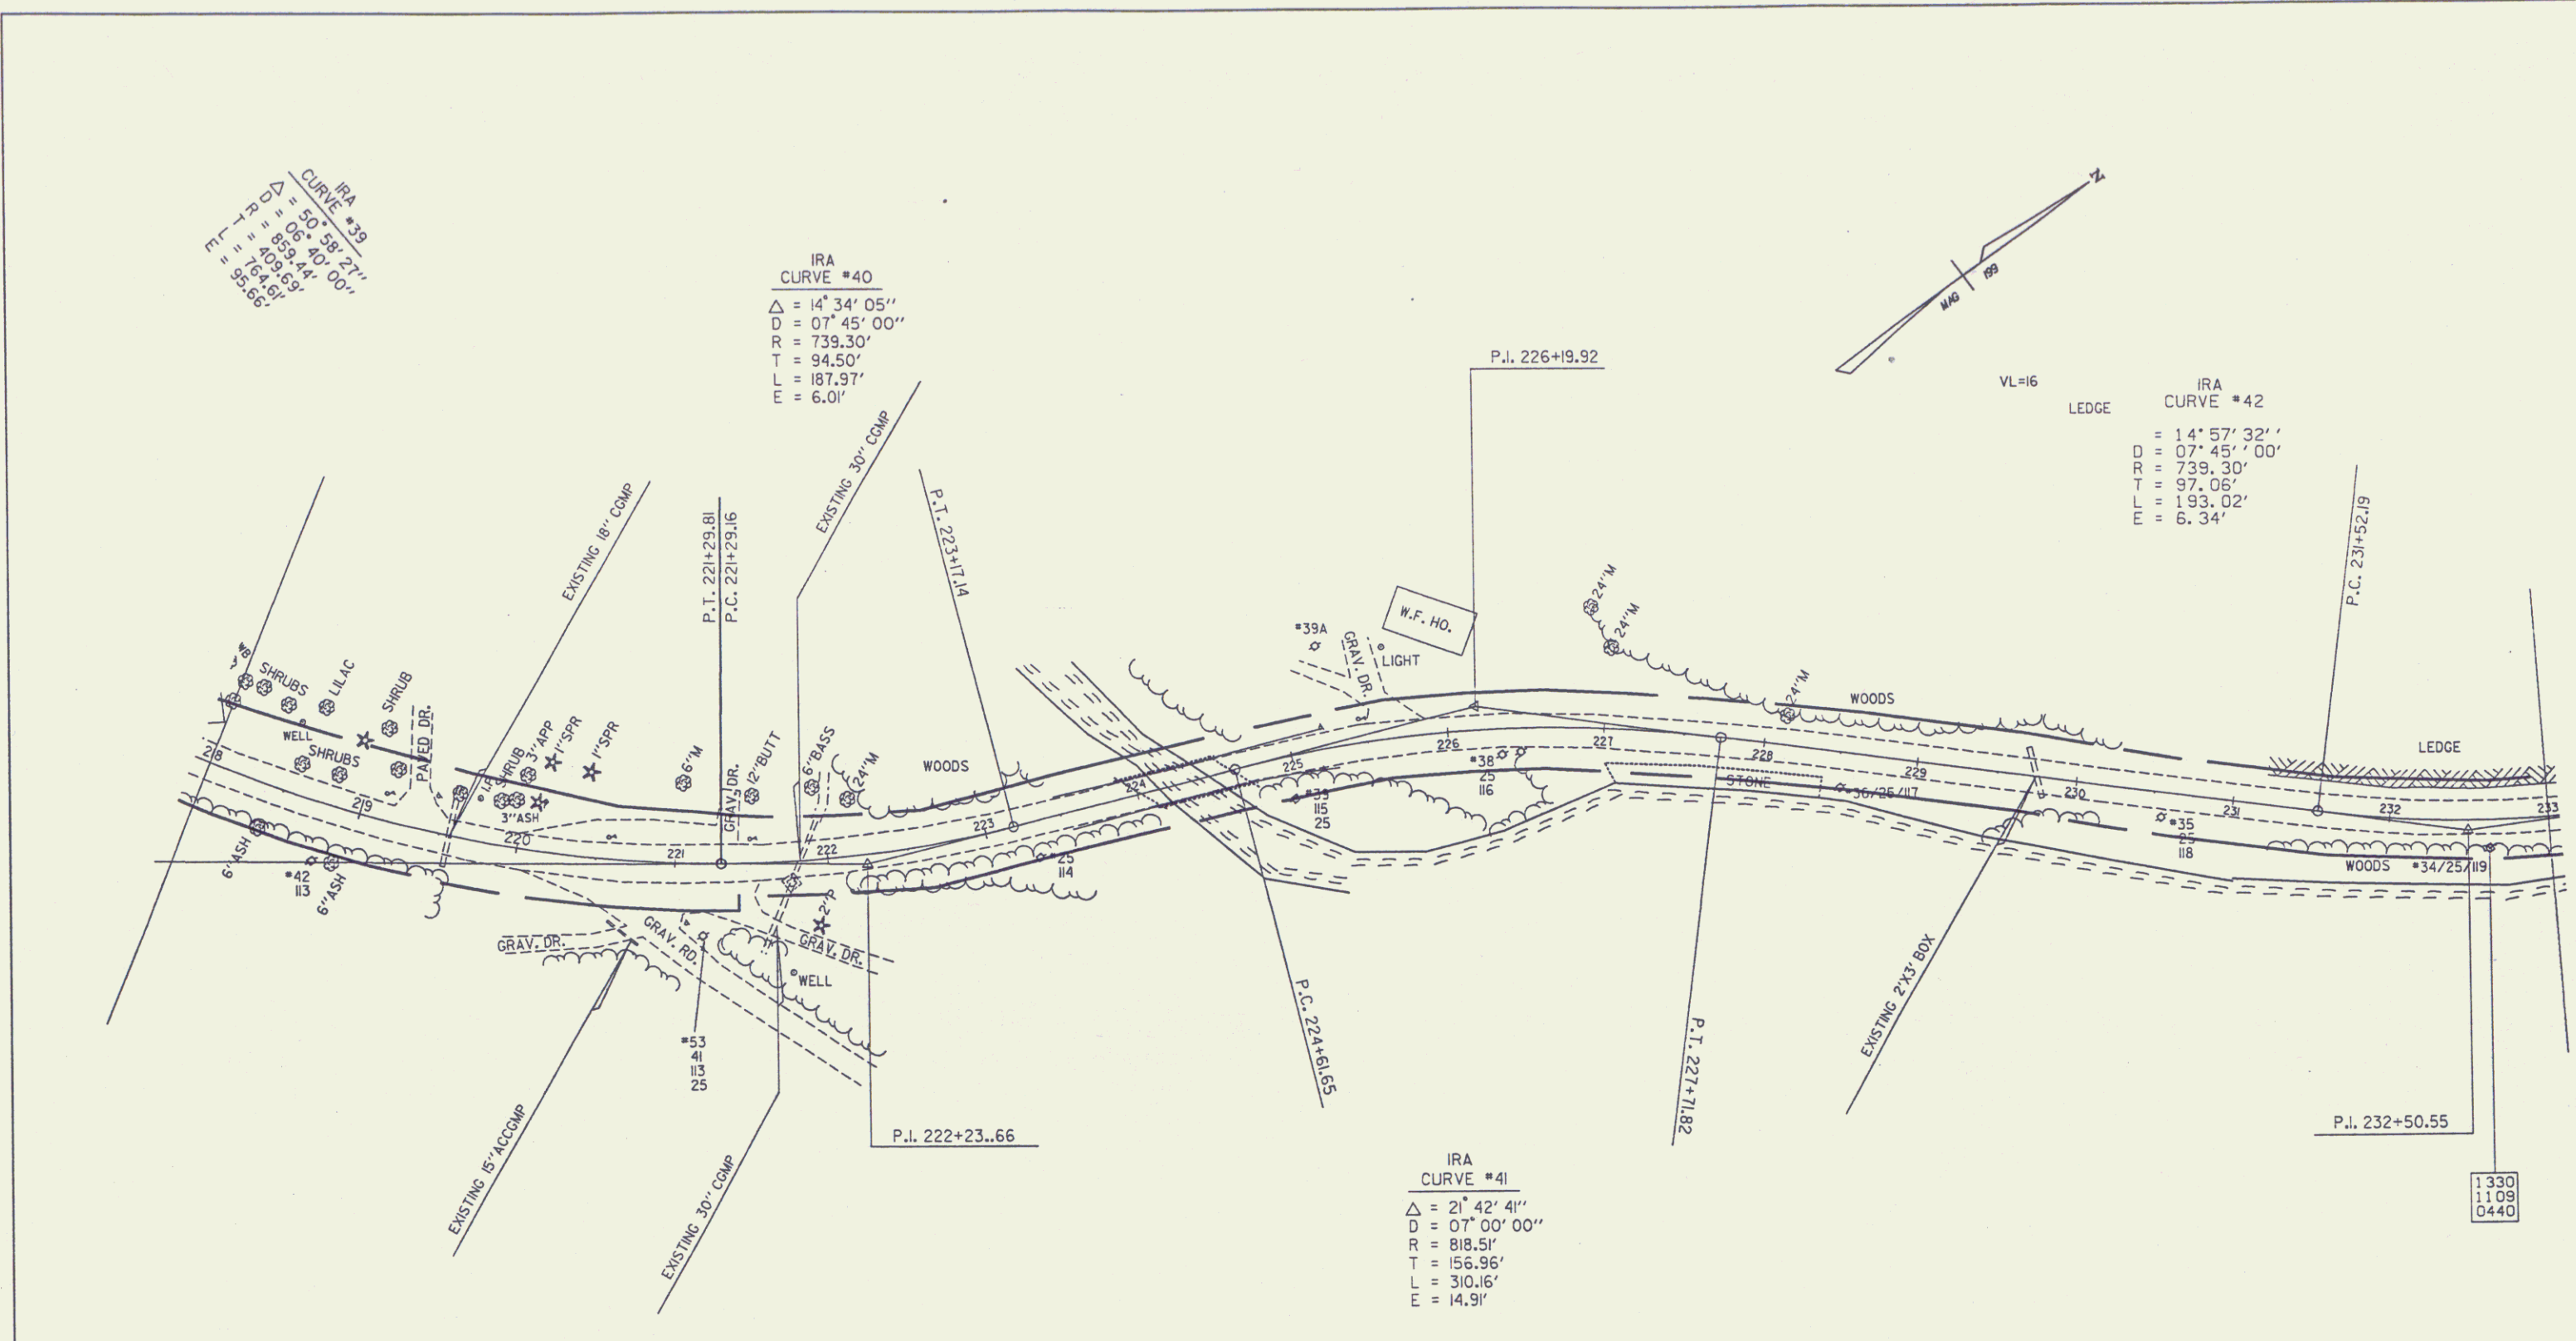 IRA
CURVE #39
△ = 50° 58' 27"
D = 06° 40' 00"
R = 859.44'
T = 409.69'
L = 764.61'
E = 95.66'
IRA
CURVE #40
△ = 14° 34' 05"
D = 07° 45' 00"
R = 739.30'
T = 94.50'
L = 187.97'
E = 6.01'
N
MAG 199
VL=16
LEDGE
IRA
CURVE #42
= 14° 57' 32''
D = 07° 45' ' 00'
R = 739. 30'
T = 97. 06'
L = 193. 02'
E = 6. 34'
P.I. 226+19.92
EXISTING 18" CGMP
P.T. 221+29.81
P.C. 221+29.16
EXISTING 30" CGMP
P.T. 223+17.14
P.C. 231+52.19
24"M
24"M
24"M
W.F. HO.
#39A
GRAV. DR.
LIGHT
WOODS
LEDGE
SHRUBS
LILAC
SHRUB
WELL
SHRUBS
PAVED DR.
I.P.
SHRUB
3"APP
1"SPR
1"SPR
3"ASH
6"M
GRAV. DR.
12"BUTT
6"BASS
24"M
WOODS
218
219
220
221
222
223
224
225
226
227
228
229
230
231
232
233
6"ASH
#42
113
6"ASH
#38
25
116
#39
115
25
STONE
36/25/117
#35
25
118
25
114
WOODS
#34/25/119
GRAV. DR.
GRAV. RD.
2"P
GRAV. DR.
WELL
#53
41
113
25
EXISTING 15"ACCGMP
EXISTING 30" CGMP
P.I. 222+23..66
P.C. 224+61.65
P.T. 227+71.82
EXISTING 2'X3' BOX
P.I. 232+50.55
1330
1109
0440
IRA
CURVE #41
△ = 21° 42' 41"
D = 07° 00' 00"
R = 818.51'
T = 156.96'
L = 310.16'
E = 14.91'